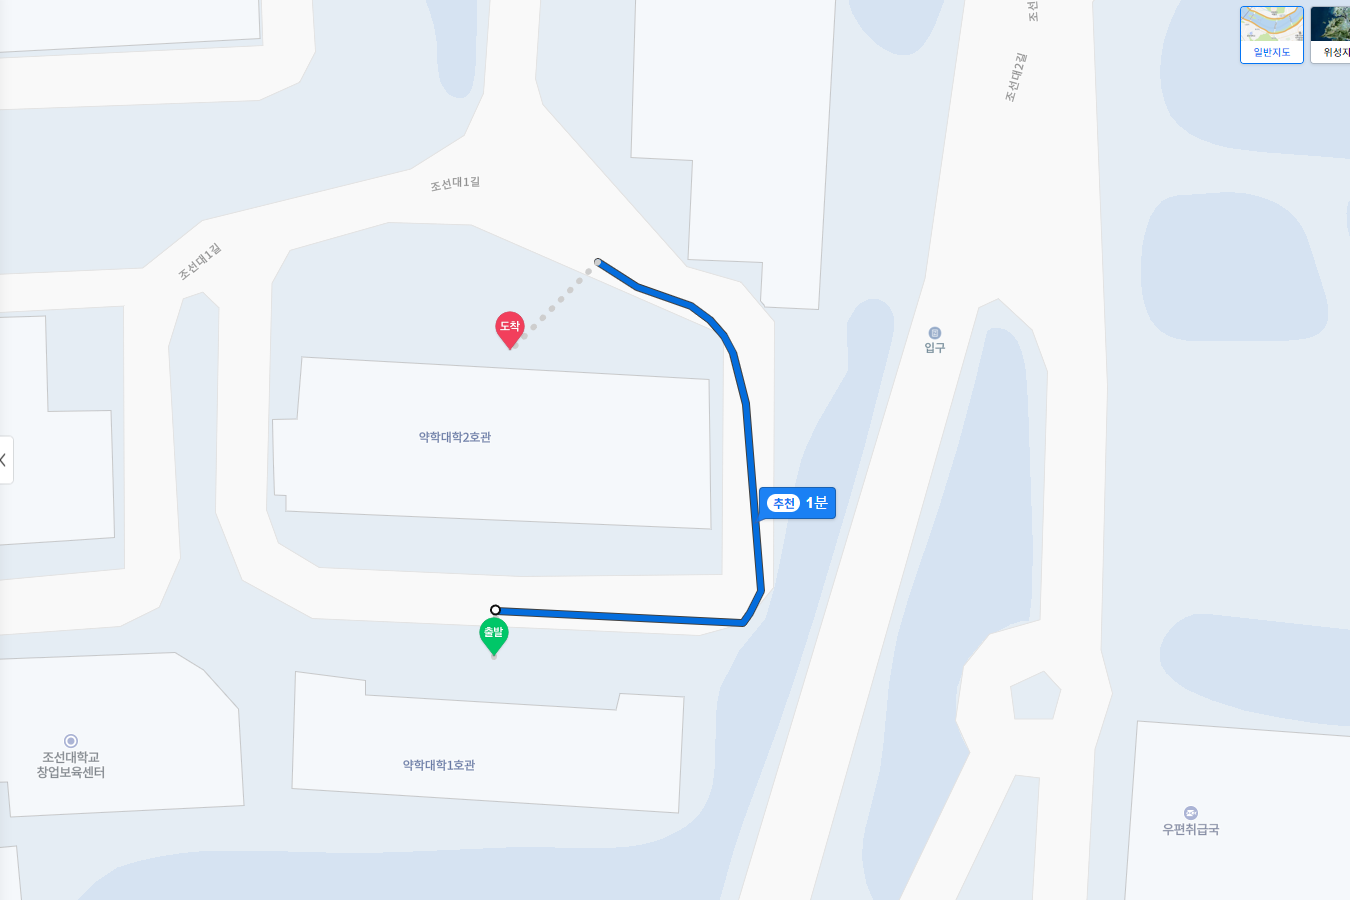 조선
일반지도
위성지
조선대2길
조선대1길
조선대1길
도착
입구
약학대학2호관
추천 1분
출발
조선대학교
창업보육센터
약학대학1호관
우편취급국